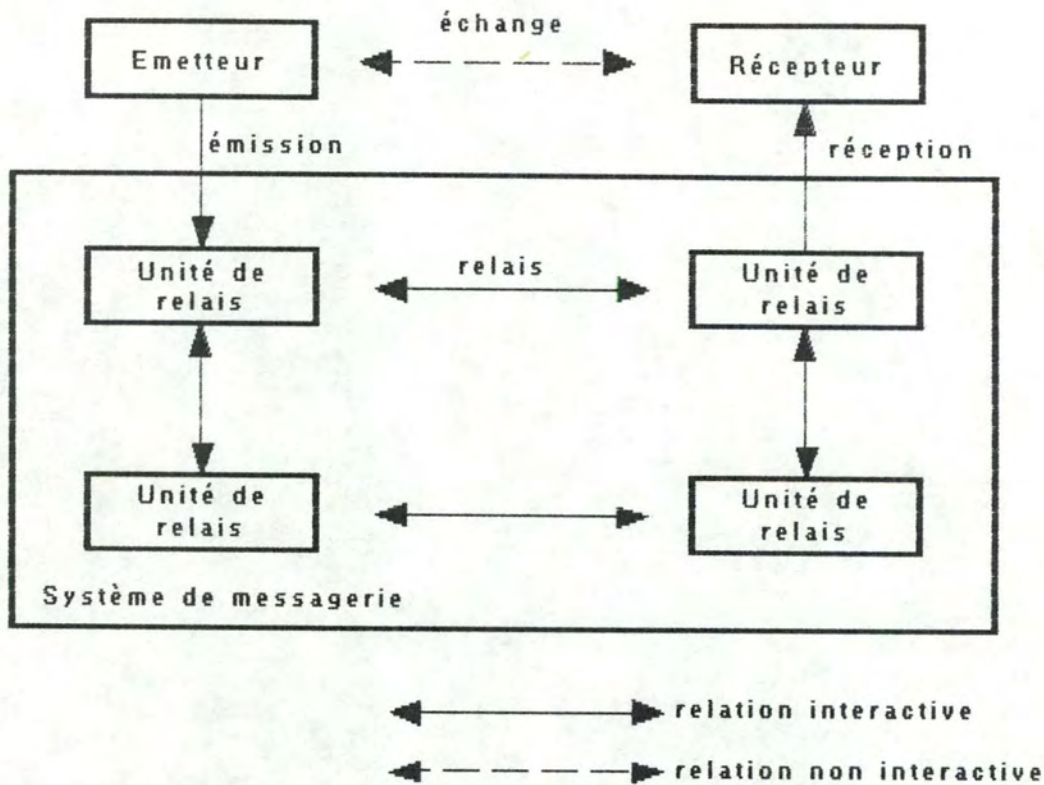 échange
Emetteur
Récepteur
émission
réception
Unité de
relais
relais
Unité de
relais
Unité de
relais
Unité de
relais
Système de messagerie
relation interactive
relation non interactive